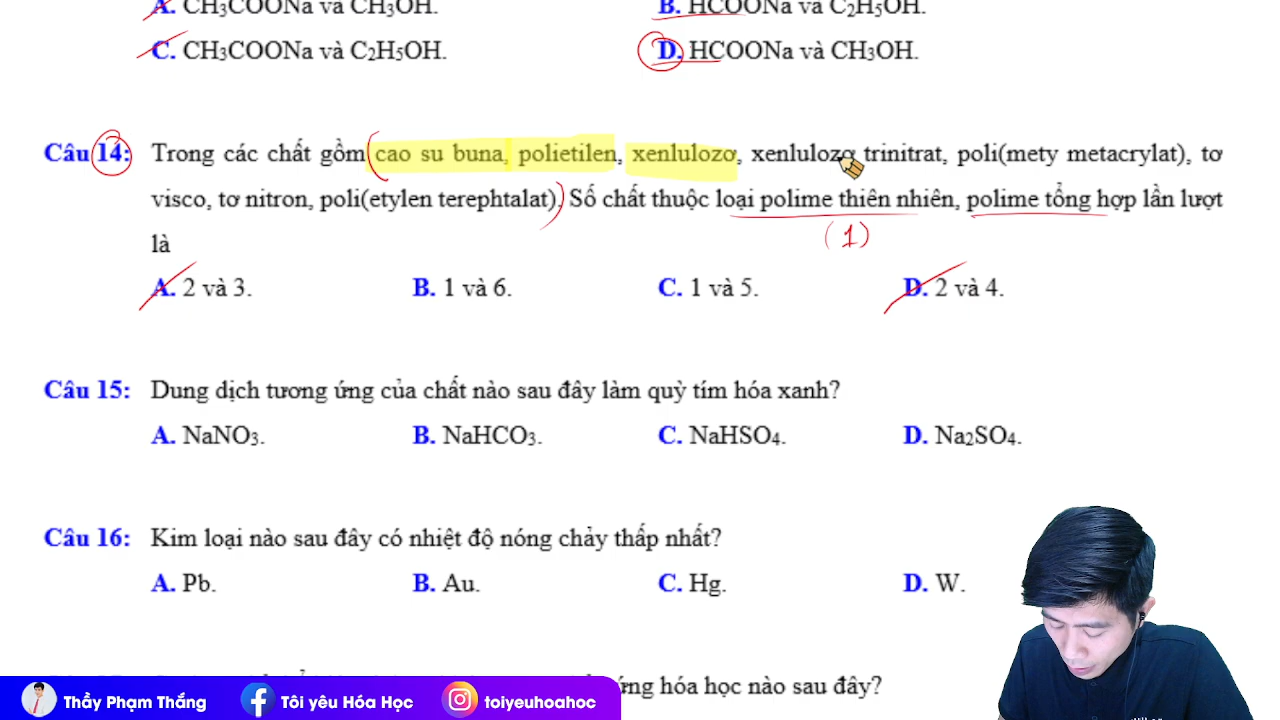 A. CH3COONa và CH3OH. B. HCOONa và C2H5OH.
C. CH3COONa và C2H5OH. D. HCOONa và CH3OH.
Câu 14: Trong các chất gồm (cao su buna, polietilen, xenlulozơ, xenlulozơ trinitrat, poli(mety metacrylat), tơ
visco, tơ nitron, poli(etylen terephtalat)). Số chất thuộc loại polime thiên nhiên, polime tổng hợp lần lượt
là
(1)
A. 2 và 3. B. 1 và 6. C. 1 và 5. D. 2 và 4.
Câu 15: Dung dịch tương ứng của chất nào sau đây làm quỳ tím hóa xanh?
A. NaNO3. B. NaHCO3. C. NaHSO4. D. Na2SO4.
Câu 16: Kim loại nào sau đây có nhiệt độ nóng chảy thấp nhất?
A. Pb. B. Au. C. Hg. D. W.
ứng hóa học nào sau đây?
Thầy Phạm Thắng Tôi yêu Hóa Học toiyeuhoahoc